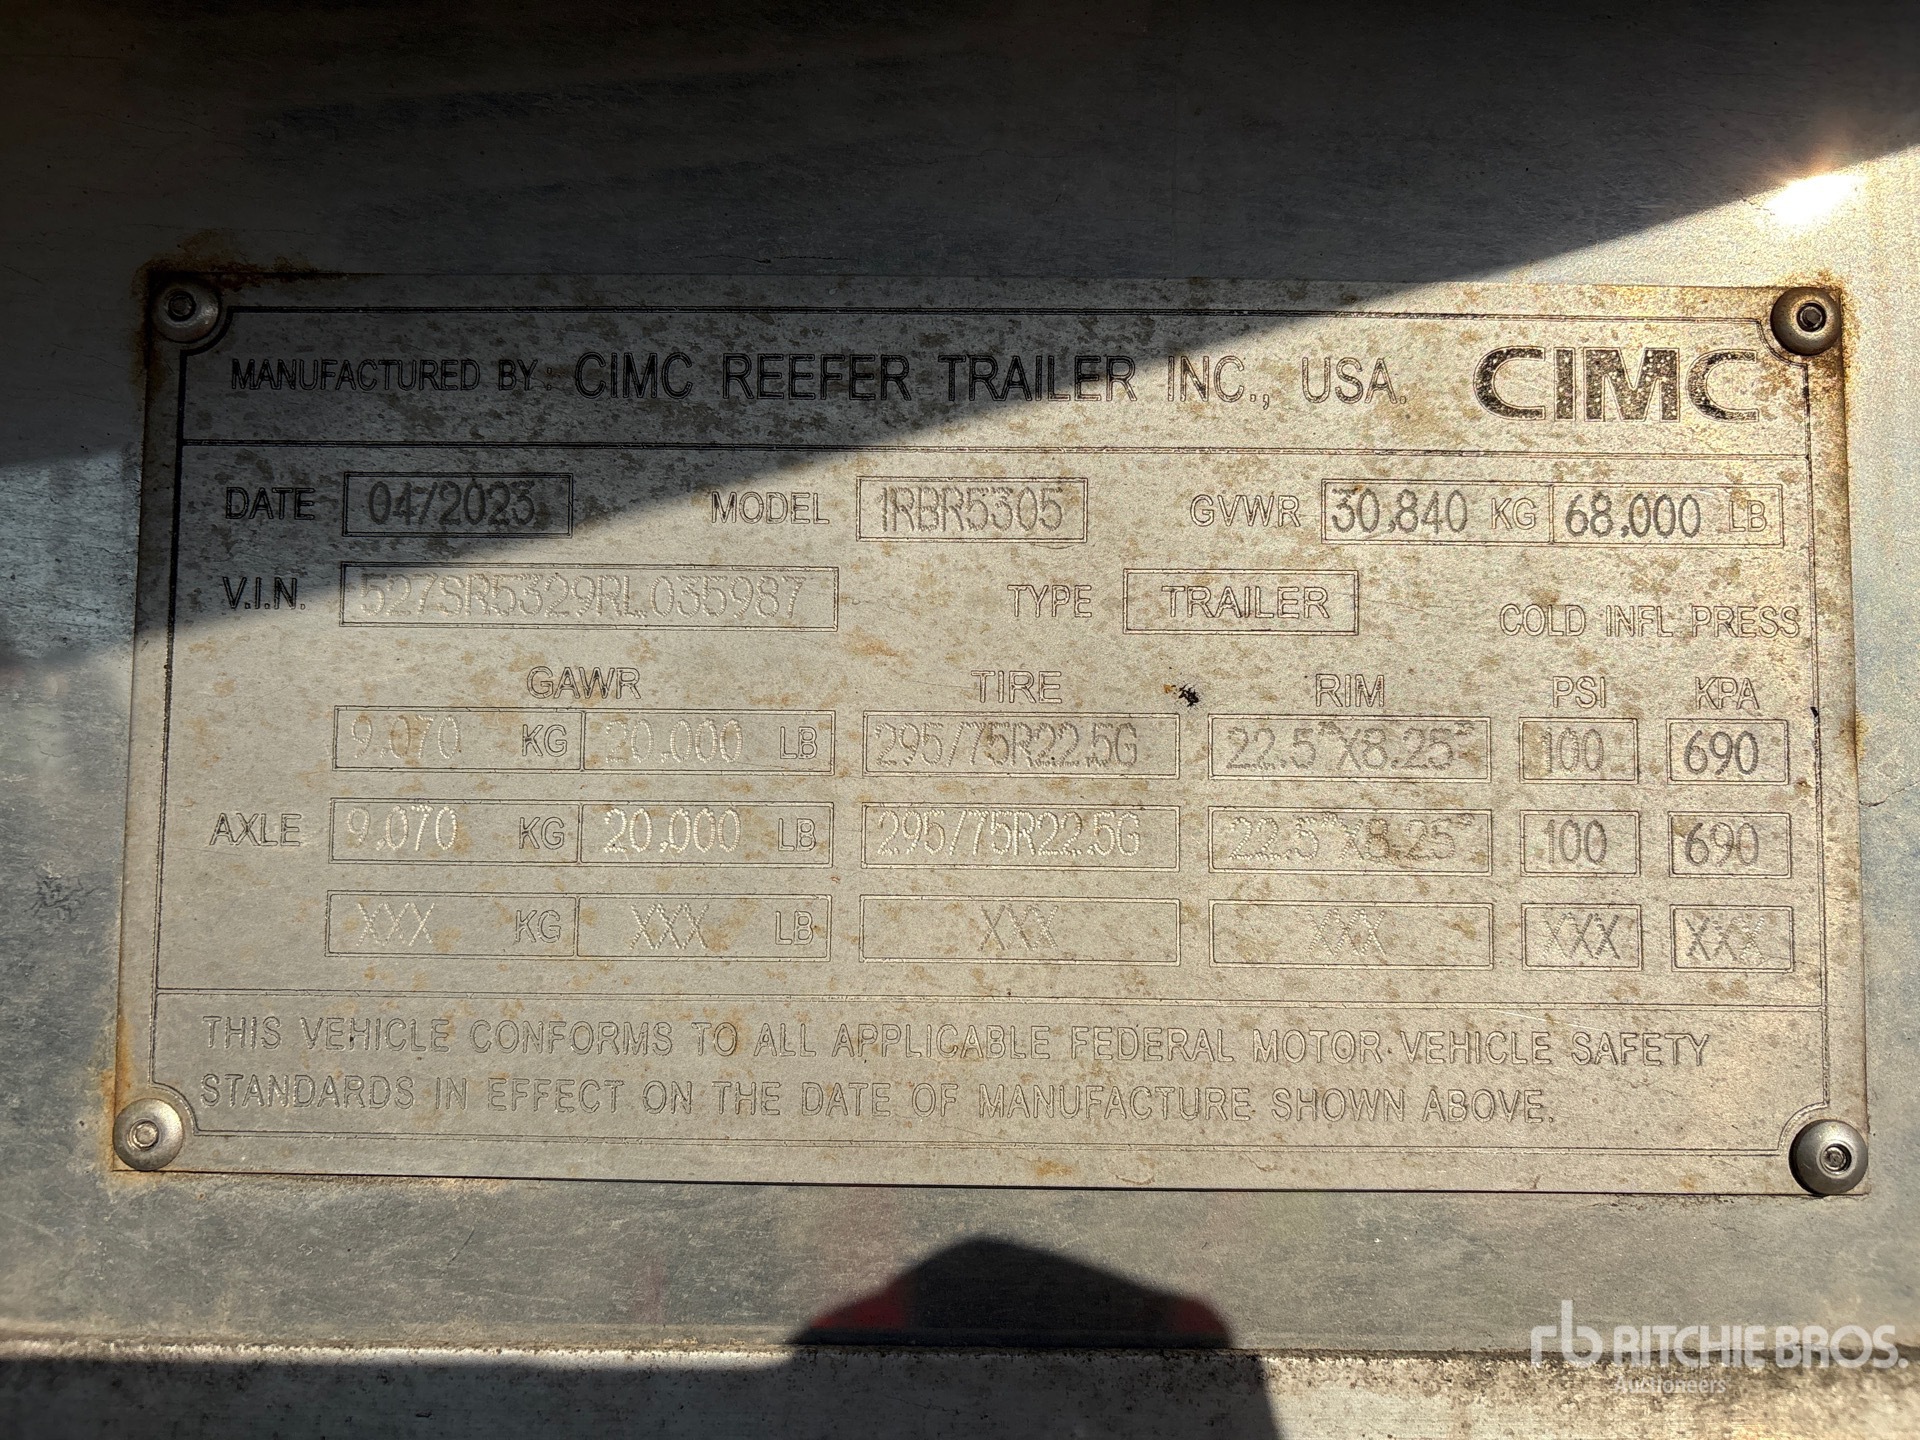 MANUFACTURED BY: CIMC REEFER TRAILER INC., USA. CIMC
DATE 04/2023 MODEL 1RBR5305 GVWR 30,840 KG 68,000 LB
V.I.N. 527SR5329RL035987 TYPE TRAILER COLD INFL PRESS
GAWR TIRE RIM PSI KPA
9,070 KG 20,000 LB 295/75R22.5G 22.5"X8.25" 100 690
AXLE 9,070 KG 20,000 LB 295/75R22.5G 22.5"X8.25" 100 690
XXX KG XXX LB XXX XXX XXX XXX
THIS VEHICLE CONFORMS TO ALL APPLICABLE FEDERAL MOTOR VEHICLE SAFETY
STANDARDS IN EFFECT ON THE DATE OF MANUFACTURE SHOWN ABOVE.
rb RITCHIE BROS.
Auctioneers